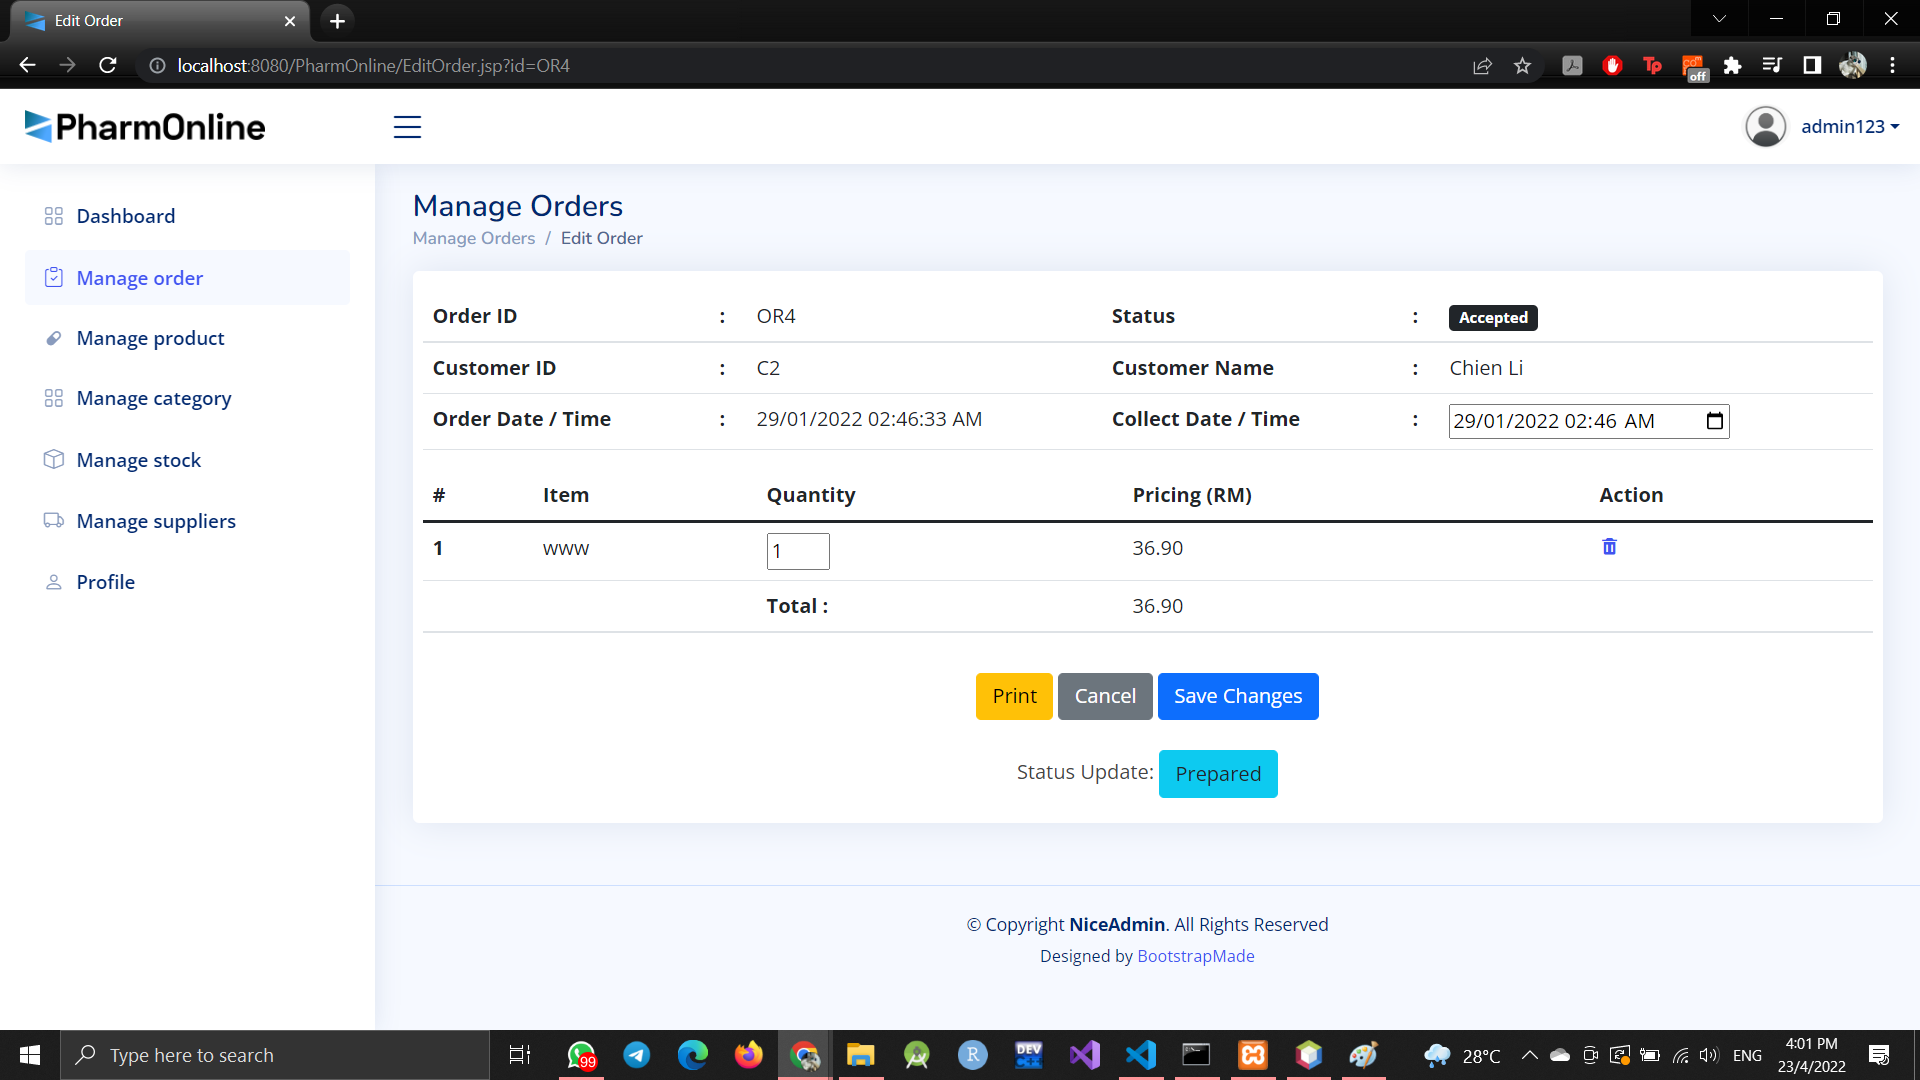 Edit Order
localhost:8080/PharmOnline/EditOrder.jsp?id=OR4
off
PharmOnline
admin123
Dashboard
Manage order
Manage product
Manage category
Manage stock
Manage suppliers
Profile
Manage Orders
Manage Orders / Edit Order
Order ID : OR4 Status : Accepted
Customer ID : C2 Customer Name : Chien Li
Order Date / Time : 29/01/2022 02:46:33 AM Collect Date / Time : 29/01/2022 02:46 AM
# Item Quantity Pricing (RM) Action
1 www 1 36.90
Total : 36.90
Print Cancel Save Changes
Status Update: Prepared
© Copyright NiceAdmin. All Rights Reserved
Designed by BootstrapMade
Type here to search
99
R
DEV
28°C
ENG
4:01 PM
23/4/2022